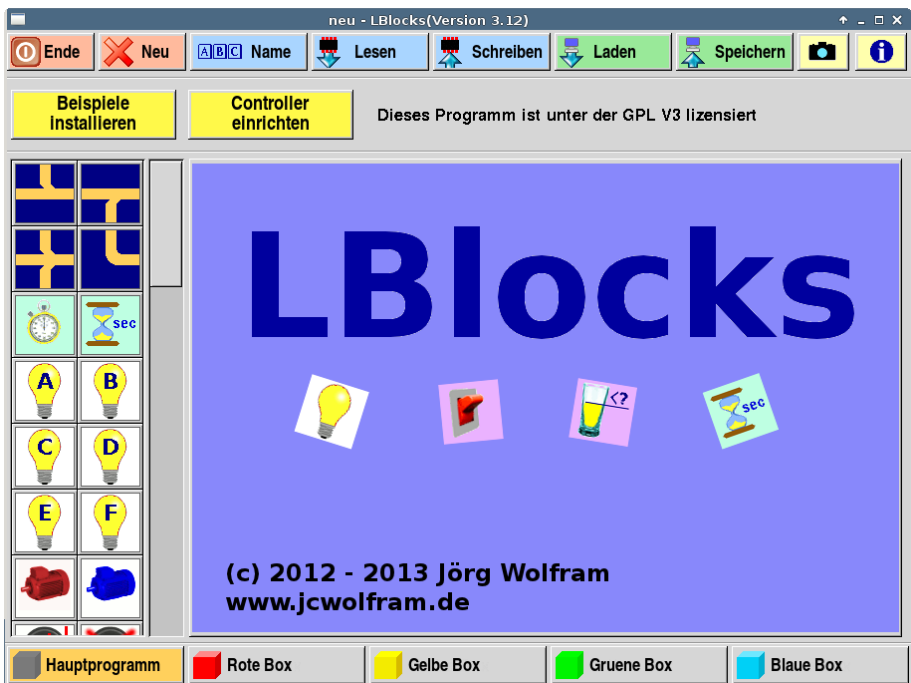 neu - LBlocks(Version 3.12)
Ende
Neu
A B C Name
Lesen
Schreiben
Laden
Speichern
i
Beispiele
installieren
Controller
einrichten
Dieses Programm ist unter der GPL V3 lizensiert
sec
A
B
C
D
E
F
LBlocks
<?
sec
(c) 2012 - 2013 Jörg Wolfram
www.jcwolfram.de
Hauptprogramm
Rote Box
Gelbe Box
Gruene Box
Blaue Box